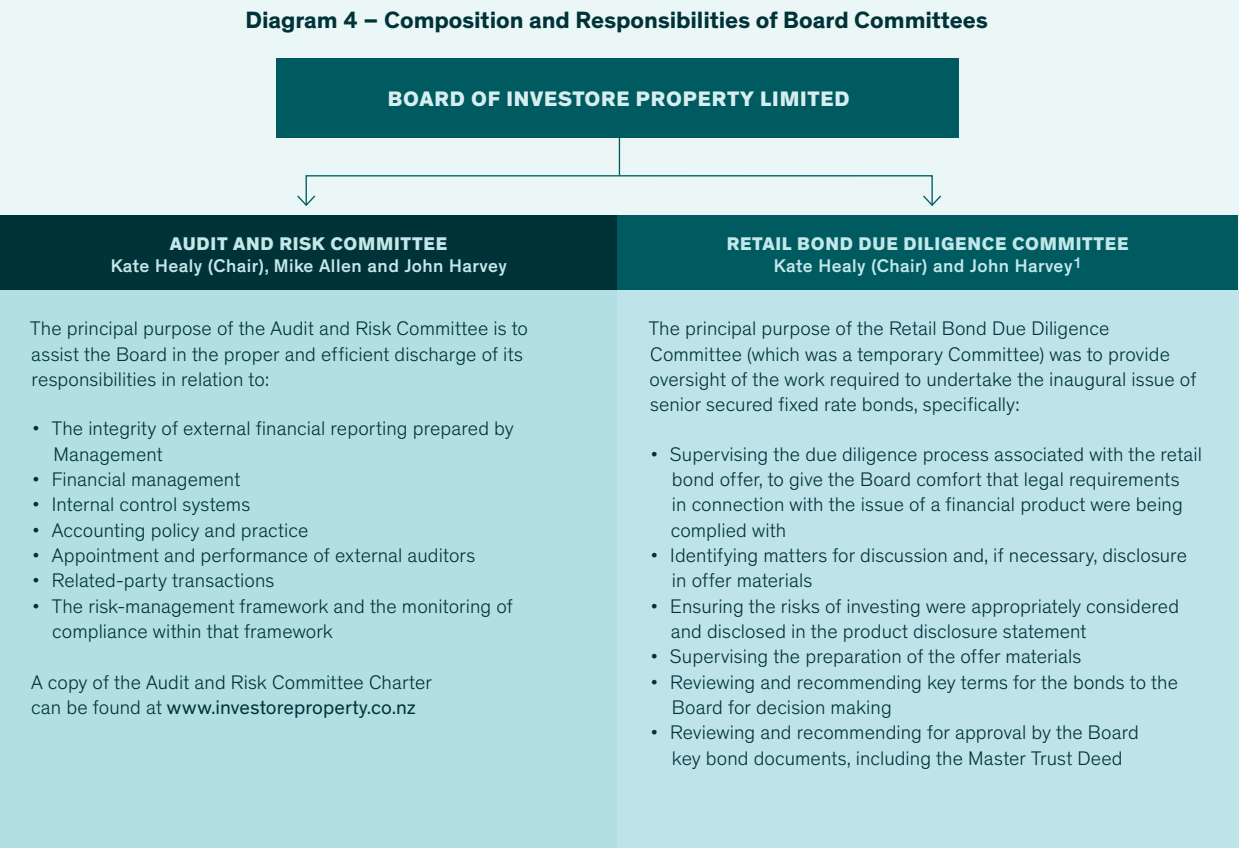 Diagram 4 – Composition and Responsibilities of Board Committees
BOARD OF INVESTORE PROPERTY LIMITED
AUDIT AND RISK COMMITTEE
Kate Healy (Chair), Mike Allen and John Harvey
The principal purpose of the Audit and Risk Committee is to
assist the Board in the proper and efficient discharge of its
responsibilities in relation to:
• The integrity of external financial reporting prepared by
Management
• Financial management
• Internal control systems
• Accounting policy and practice
• Appointment and performance of external auditors
• Related-party transactions
• The risk-management framework and the monitoring of
compliance within that framework
A copy of the Audit and Risk Committee Charter
can be found at www.investoreproperty.co.nz
RETAIL BOND DUE DILIGENCE COMMITTEE
Kate Healy (Chair) and John Harvey¹
The principal purpose of the Retail Bond Due Diligence
Committee (which was a temporary Committee) was to provide
oversight of the work required to undertake the inaugural issue of
senior secured fixed rate bonds, specifically:
• Supervising the due diligence process associated with the retail
bond offer, to give the Board comfort that legal requirements
in connection with the issue of a financial product were being
complied with
• Identifying matters for discussion and, if necessary, disclosure
in offer materials
• Ensuring the risks of investing were appropriately considered
and disclosed in the product disclosure statement
• Supervising the preparation of the offer materials
• Reviewing and recommending key terms for the bonds to the
Board for decision making
• Reviewing and recommending for approval by the Board
key bond documents, including the Master Trust Deed